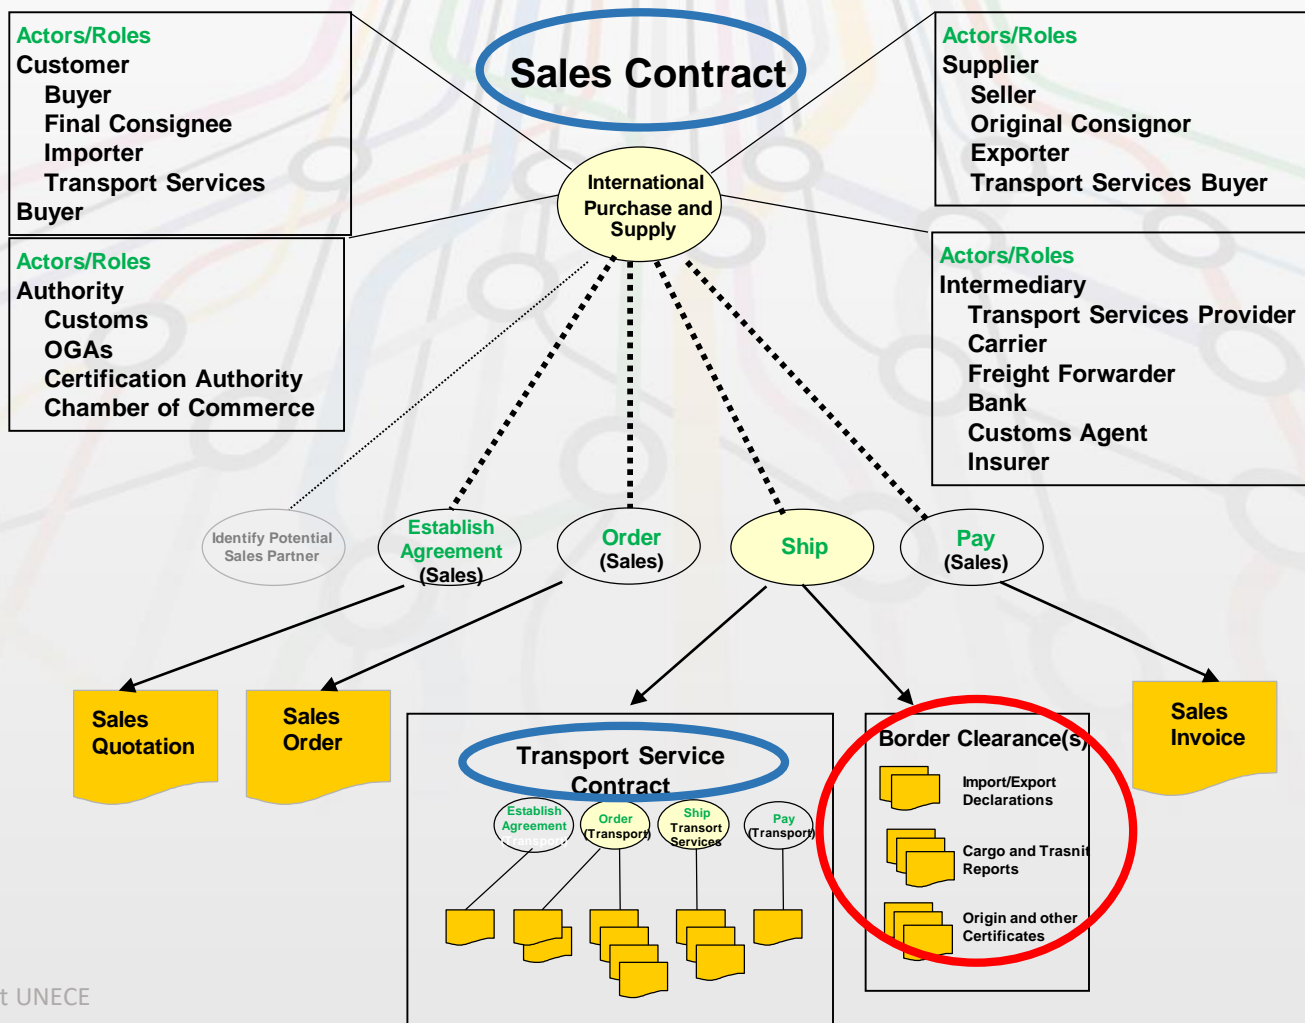 Actors/Roles
Customer
Buyer
Final Consignee
Importer
Transport Services
Buyer
Sales Contract
Actors/Roles
Supplier
Seller
Original Consignor
Exporter
Transport Services Buyer
International
Purchase and
Supply
Actors/Roles
Authority
Customs
OGAs
Certification Authority
Chamber of Commerce
Actors/Roles
Intermediary
Transport Services Provider
Carrier
Freight Forwarder
Bank
Customs Agent
Insurer
Identify Potential
Sales Partner
Establish
Agreement
(Sales)
Order
(Sales)
Ship
Pay
(Sales)
Sales
Quotation
Sales
Order
Transport Service
Contract
Establish
Agreement
(Transport)
Order
(Transport)
Ship
Transort
Services
Pay
(Transport)
Border Clearance(s)
Import/Export
Declarations
Cargo and Trasnit
Reports
Origin and other
Certificates
Sales
Invoice
t UNECE